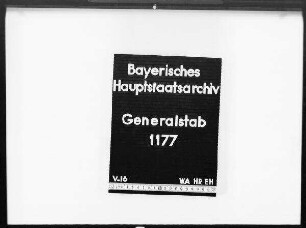 Bayerisches
Hauptstaatsarchiv
Generalstab
1177
V.16 WA HR EH